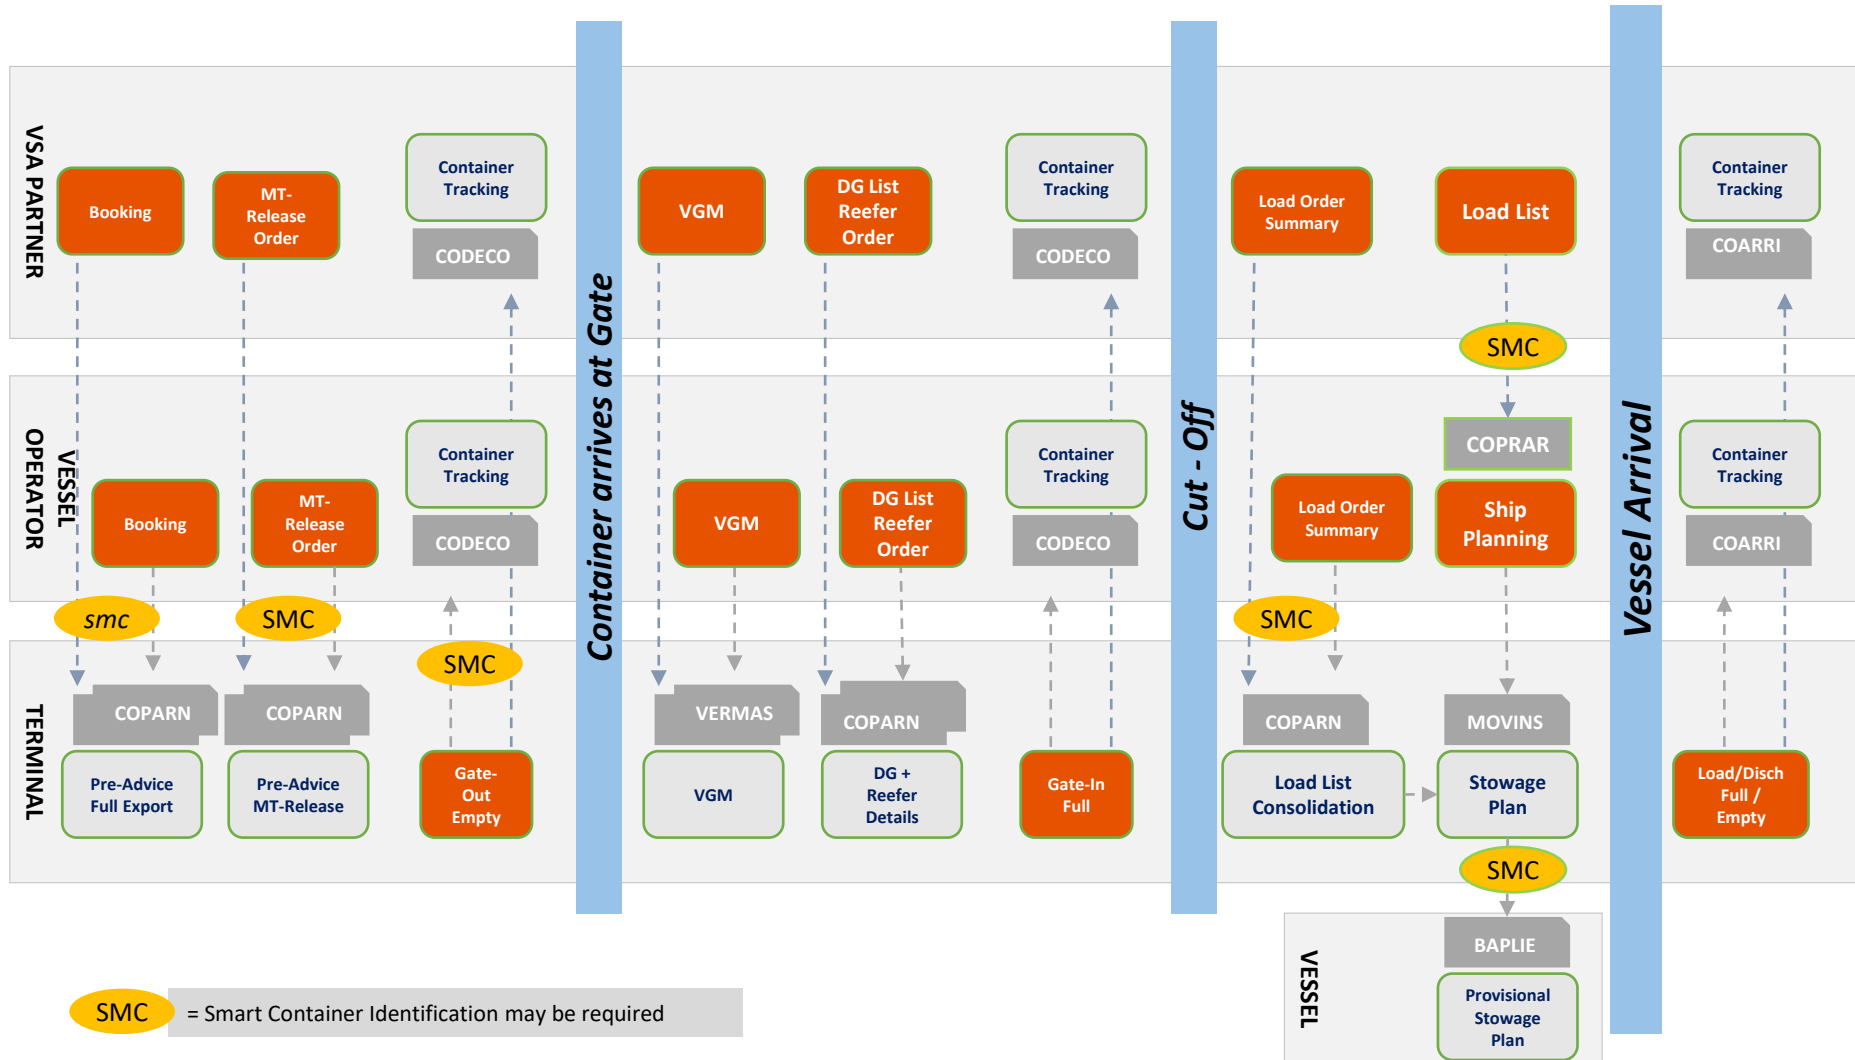 VSA PARTNER
Booking
MT-
Release
Order
Container
Tracking
CODECO
VGM
DG List
Reefer
Order
Container
Tracking
CODECO
Load Order
Summary
Load List
SMC
Container
Tracking
COARRI
Container arrives at Gate
Cut - Off
Vessel Arrival
VESSEL
OPERATOR
Booking
MT-
Release
Order
Container
Tracking
CODECO
VGM
DG List
Reefer
Order
Container
Tracking
CODECO
Load Order
Summary
COPRAR
Ship
Planning
Container
Tracking
COARRI
smc
SMC
SMC
SMC
TERMINAL
COPARN
Pre-Advice
Full Export
COPARN
Pre-Advice
MT-Release
Gate-
Out
Empty
VERMAS
VGM
COPARN
DG +
Reefer
Details
Gate-In
Full
COPARN
Load List
Consolidation
MOVINS
Stowage
Plan
Load/Disch
Full /
Empty
SMC
VESSEL
BAPLIE
Provisional
Stowage
Plan
SMC
= Smart Container Identification may be required